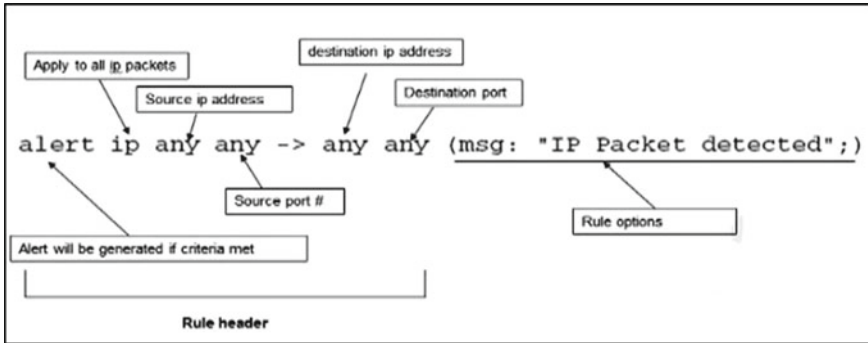 destination ip address
Apply to all ip packets
Source ip address
Destination port
alert ip any any -> any any (msg: "IP Packet detected";)
Source port #
Rule options
Alert will be generated if criteria met
Rule header